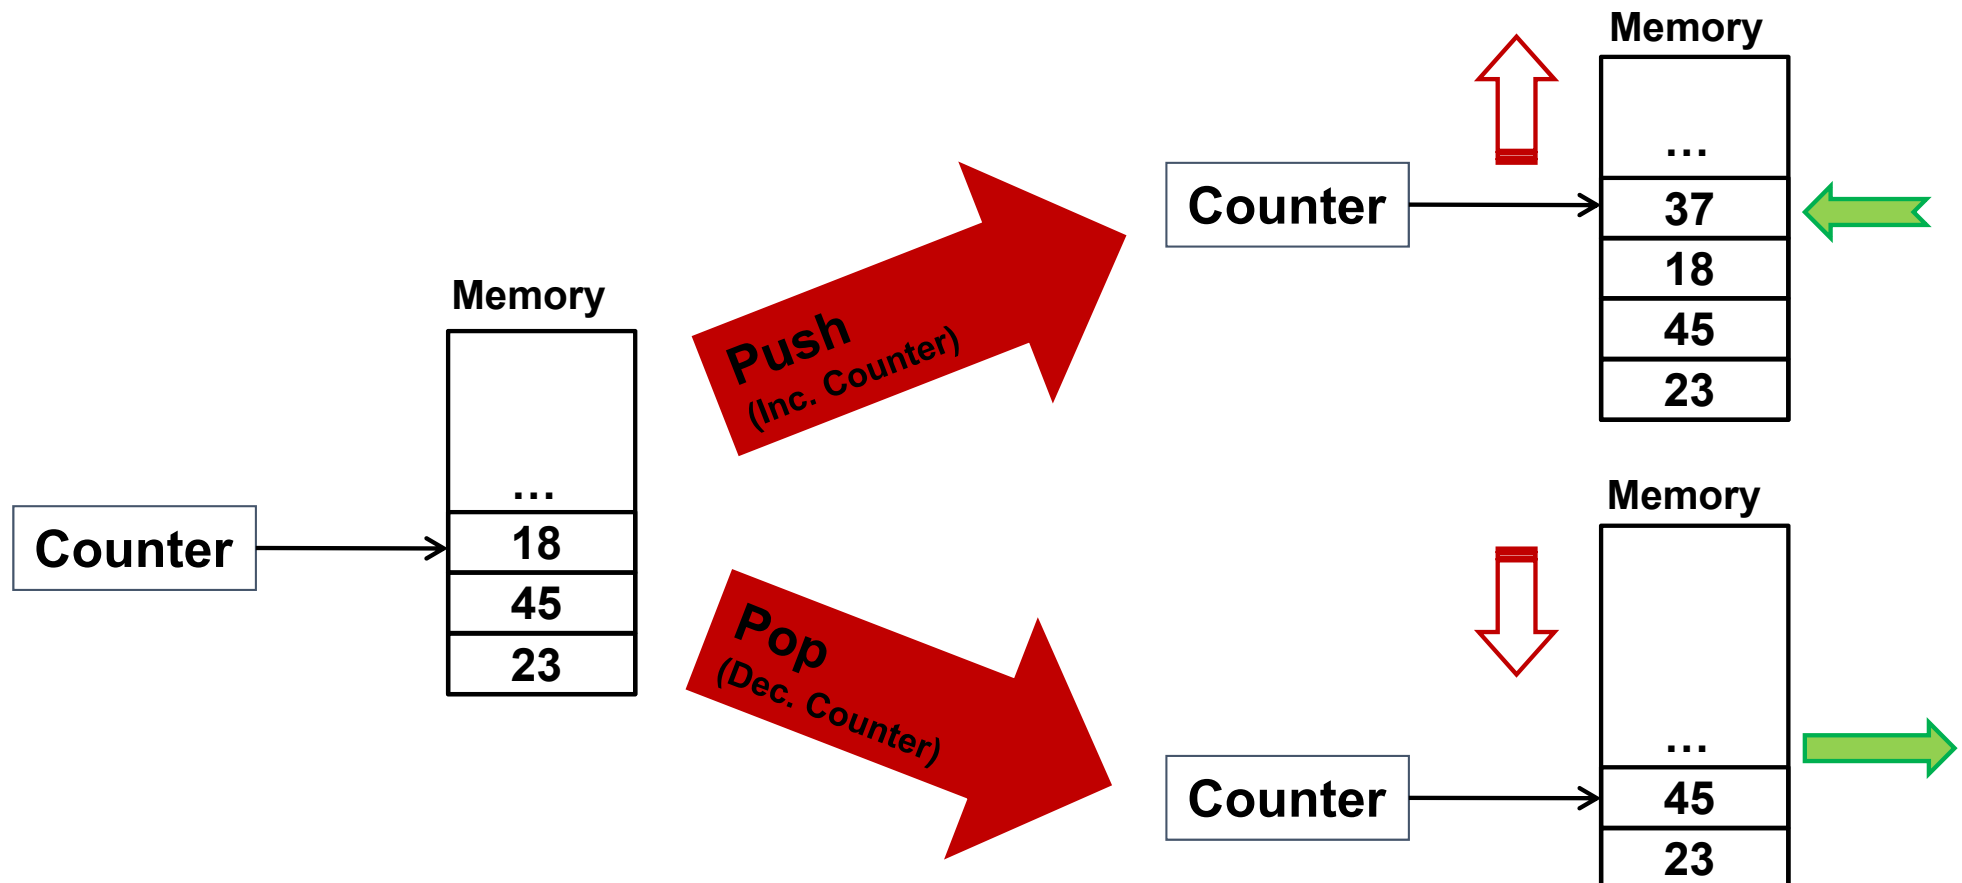 Memory
...
18
45
23
Counter
Push
(Inc. Counter)
Pop
(Dec. Counter)
Memory
...
37
18
45
23
Counter
Memory
...
45
23
Counter